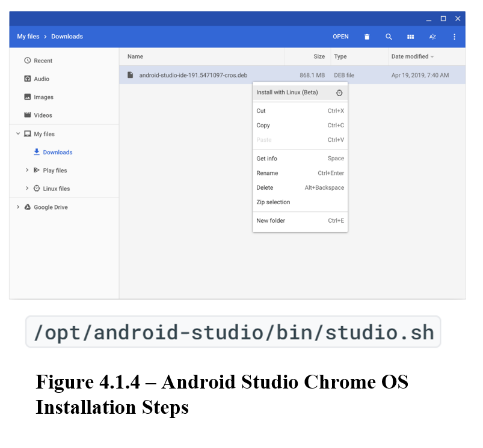 My files > Downloads
OPEN
AZ
Name
Size
Type
Date modified
Recent
Audio
Images
Videos
My files
Downloads
Play files
Linux files
Google Drive
android-studio-ide-191.5471097-cros.deb
868.1 MB
DEB file
Apr 19, 2019, 7:40 AM
Install with Linux (Beta)
Cut Ctrl+X
Copy Ctrl+C
Paste Ctrl+V
Get info Space
Rename Ctrl+Enter
Delete Alt+Backspace
Zip selection
New folder Ctrl+E
/opt/android-studio/bin/studio.sh
Figure 4.1.4 – Android Studio Chrome OS
Installation Steps